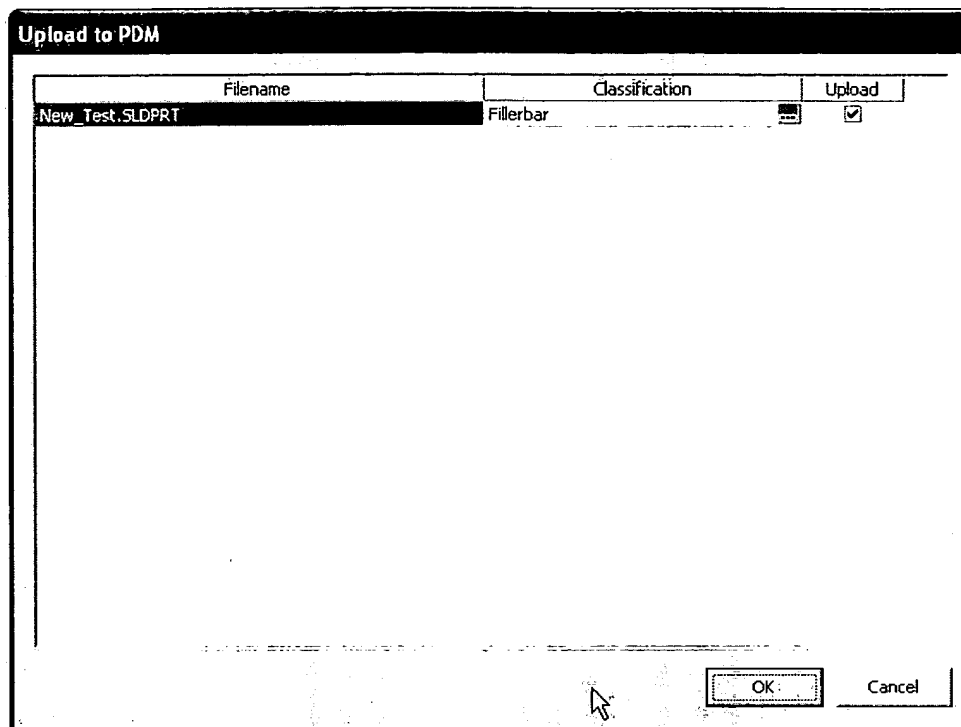 Upload to PDM
Filename Classification Upload
New_Test.SLDPRT Fillerbar
OK Cancel